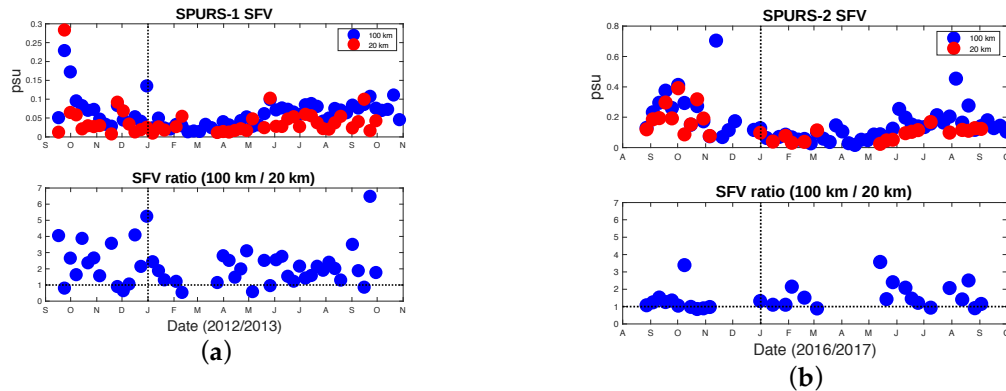 SPURS-1 SFV
0.3
0.25
0.2
0.15
0.1
0.05
0
psu
100 km
20 km
S O N D J F M A M J J A S O N
SFV ratio (100 km / 20 km)
7
6
5
4
3
2
1
0
S O N D J F M A M J J A S O N
Date (2012/2013)
(a)
SPURS-2 SFV
0.8
0.6
0.4
0.2
0
psu
100 km
20 km
A S O N D J F M A M J J A S O
SFV ratio (100 km / 20 km)
7
6
5
4
3
2
1
0
A S O N D J F M A M J J A S O
Date (2016/2017)
(b)